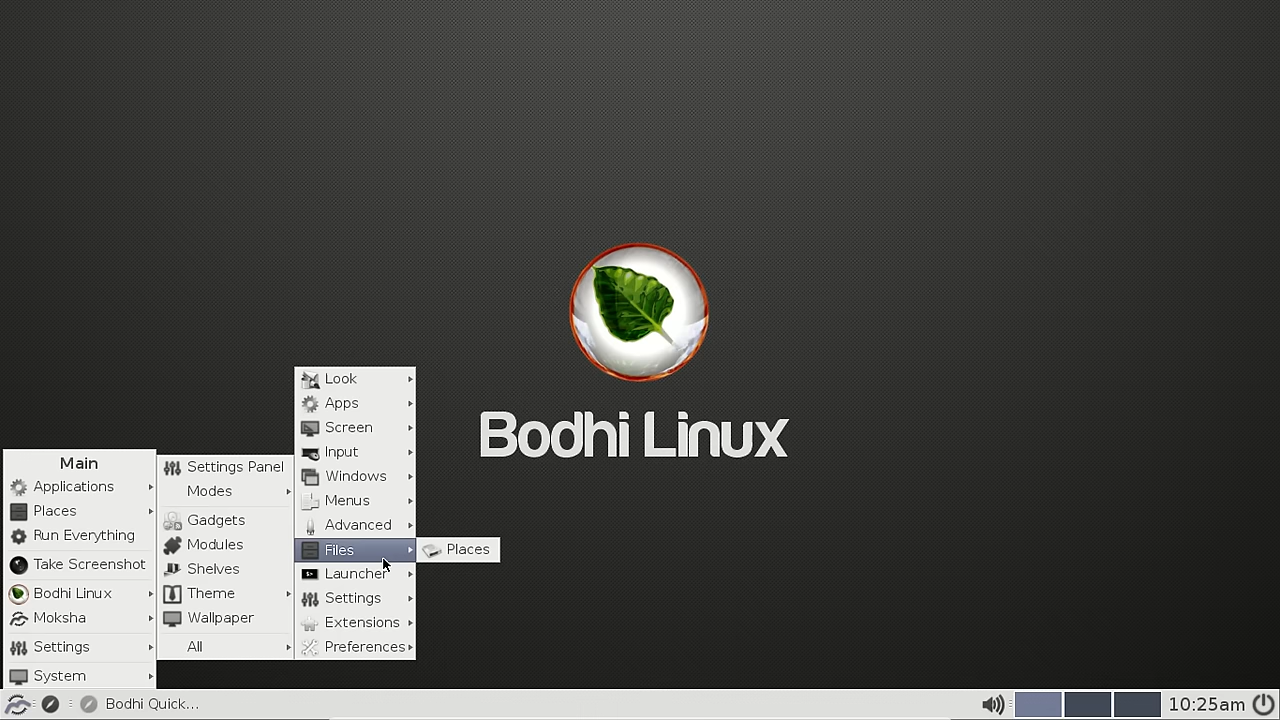 Bodhi Linux
Main
Applications
Places
Run Everything
Take Screenshot
Bodhi Linux
Moksha
Settings
System
Settings Panel
Modes
Gadgets
Modules
Shelves
Theme
Wallpaper
All
Look
Apps
Screen
Input
Windows
Menus
Advanced
Files
Launcher
Settings
Extensions
Preferences
Places
Bodhi Quick...
10:25am